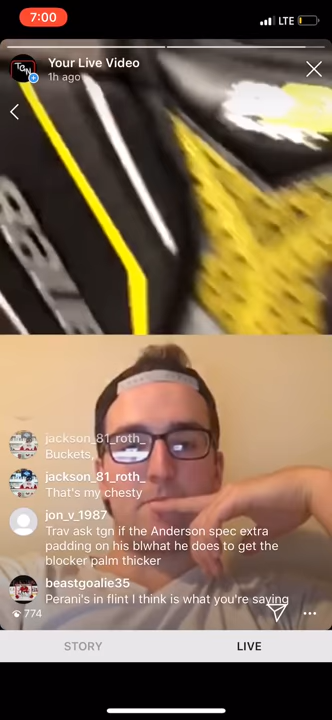 7:00
LTE
TGN
Your Live Video
1h ago
jackson_81_roth_
Buckets,
jackson_81_roth_
That's my chesty
jon_v_1987
Trav ask tgn if the Anderson spec extra
padding on his blwhat he does to get the
blocker palm thicker
beastgoalie35
Perani's in flint I think is what you're saying
774
STORY
LIVE